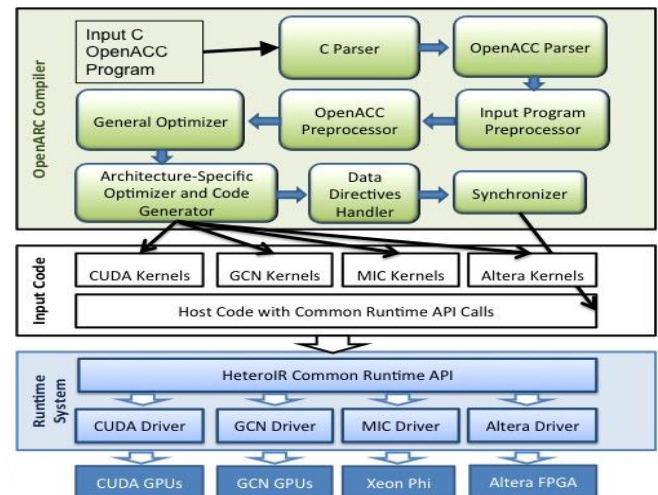 Input C
OpenACC
Program
C Parser
OpenACC Parser
General Optimizer
OpenACC
Preprocessor
Input Program
Preprocessor
Architecture-Specific
Optimizer and Code
Generator
Data
Directives
Handler
Synchronizer
OpenARC Compiler
CUDA Kernels
GCN Kernels
MIC Kernels
Altera Kernels
Host Code with Common Runtime API Calls
Input Code
HeteroIR Common Runtime API
CUDA Driver
GCN Driver
MIC Driver
Altera Driver
Runtime
System
CUDA GPUs
GCN GPUs
Xeon Phi
Altera FPGA